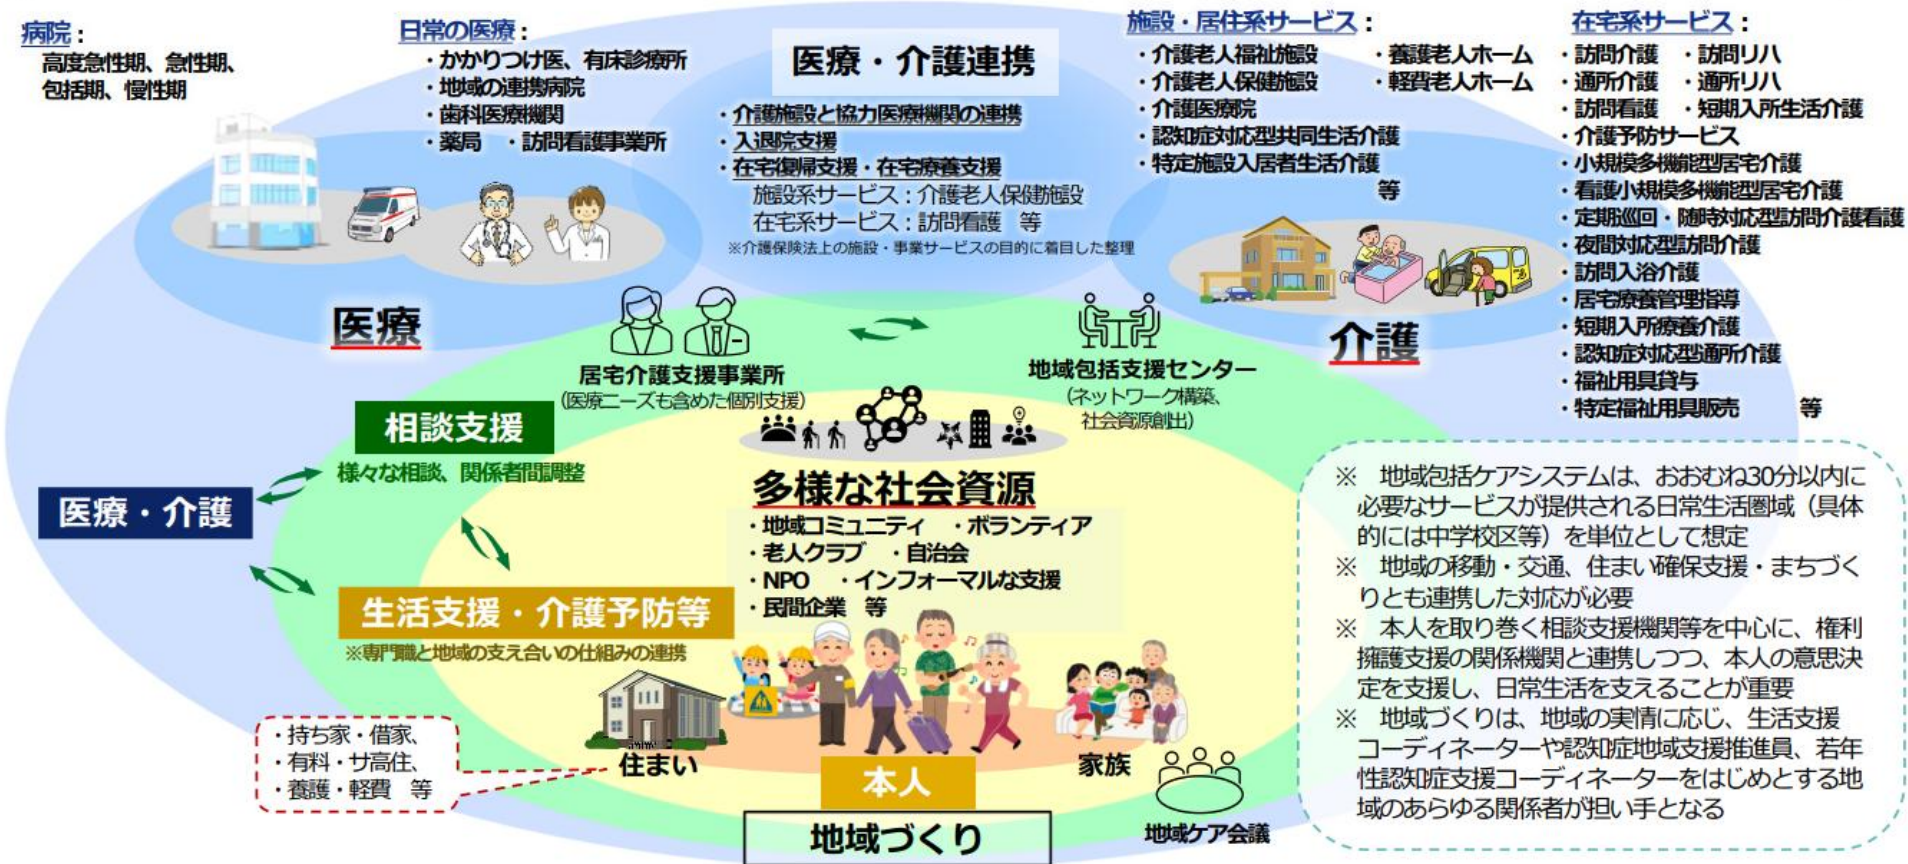 病院：
高度急性期、急性期、
包括期、慢性期
日常の医療：
・かかりつけ医、有床診療所
・地域の連携病院
・歯科医療機関
・薬局　・訪問看護事業所
医療・介護連携
・介護施設と協力医療機関の連携
・入退院支援
・在宅復帰支援・在宅療養支援
施設系サービス：介護老人保健施設
在宅系サービス：訪問看護　等
※介護保険法上の施設・事業サービスの目的に着目した整理
施設・居住系サービス：
・介護老人福祉施設　・養護老人ホーム
・介護老人保健施設　・軽費老人ホーム
・介護医療院
・認知症対応型共同生活介護
・特定施設入居者生活介護
等
在宅系サービス：
・訪問介護　・訪問リハ
・通所介護　・通所リハ
・訪問看護　・短期入所生活介護
・介護予防サービス
・小規模多機能型居宅介護
・看護小規模多機能型居宅介護
・定期巡回・随時対応型訪問介護看護
・夜間対応型訪問介護
・訪問入浴介護
・居宅療養管理指導
・短期入所療養介護
・認知症対応型通所介護
・福祉用具貸与
・特定福祉用具販売　等
医療
介護
居宅介護支援事業所
（医療ニーズも含めた個別支援）
地域包括支援センター
（ネットワーク構築、
社会資源創出）
相談支援
様々な相談、関係者間調整
医療・介護
多様な社会資源
・地域コミュニティ　・ボランティア
・老人クラブ　・自治会
・NPO　・インフォーマルな支援
・民間企業　等
生活支援・介護予防等
※専門職と地域の支え合いの仕組みの連携
・持ち家・借家、
・有料・サ高住、
・養護・軽費　等
住まい
本人
家族
地域づくり
地域ケア会議
※　地域包括ケアシステムは、おおむね30分以内に
必要なサービスが提供される日常生活圏域（具体
的には中学校区等）を単位として想定
※　地域の移動・交通、住まい確保支援・まちづく
りとも連携した対応が必要
※　本人を取り巻く相談支援機関等を中心に、権利
擁護支援の関係機関と連携しつつ、本人の意思決
定を支援し、日常生活を支えることが重要
※　地域づくりは、地域の実情に応じ、生活支援
コーディネーターや認知症地域支援推進員、若年
性認知症支援コーディネーターをはじめとする地
域のあらゆる関係者が担い手となる